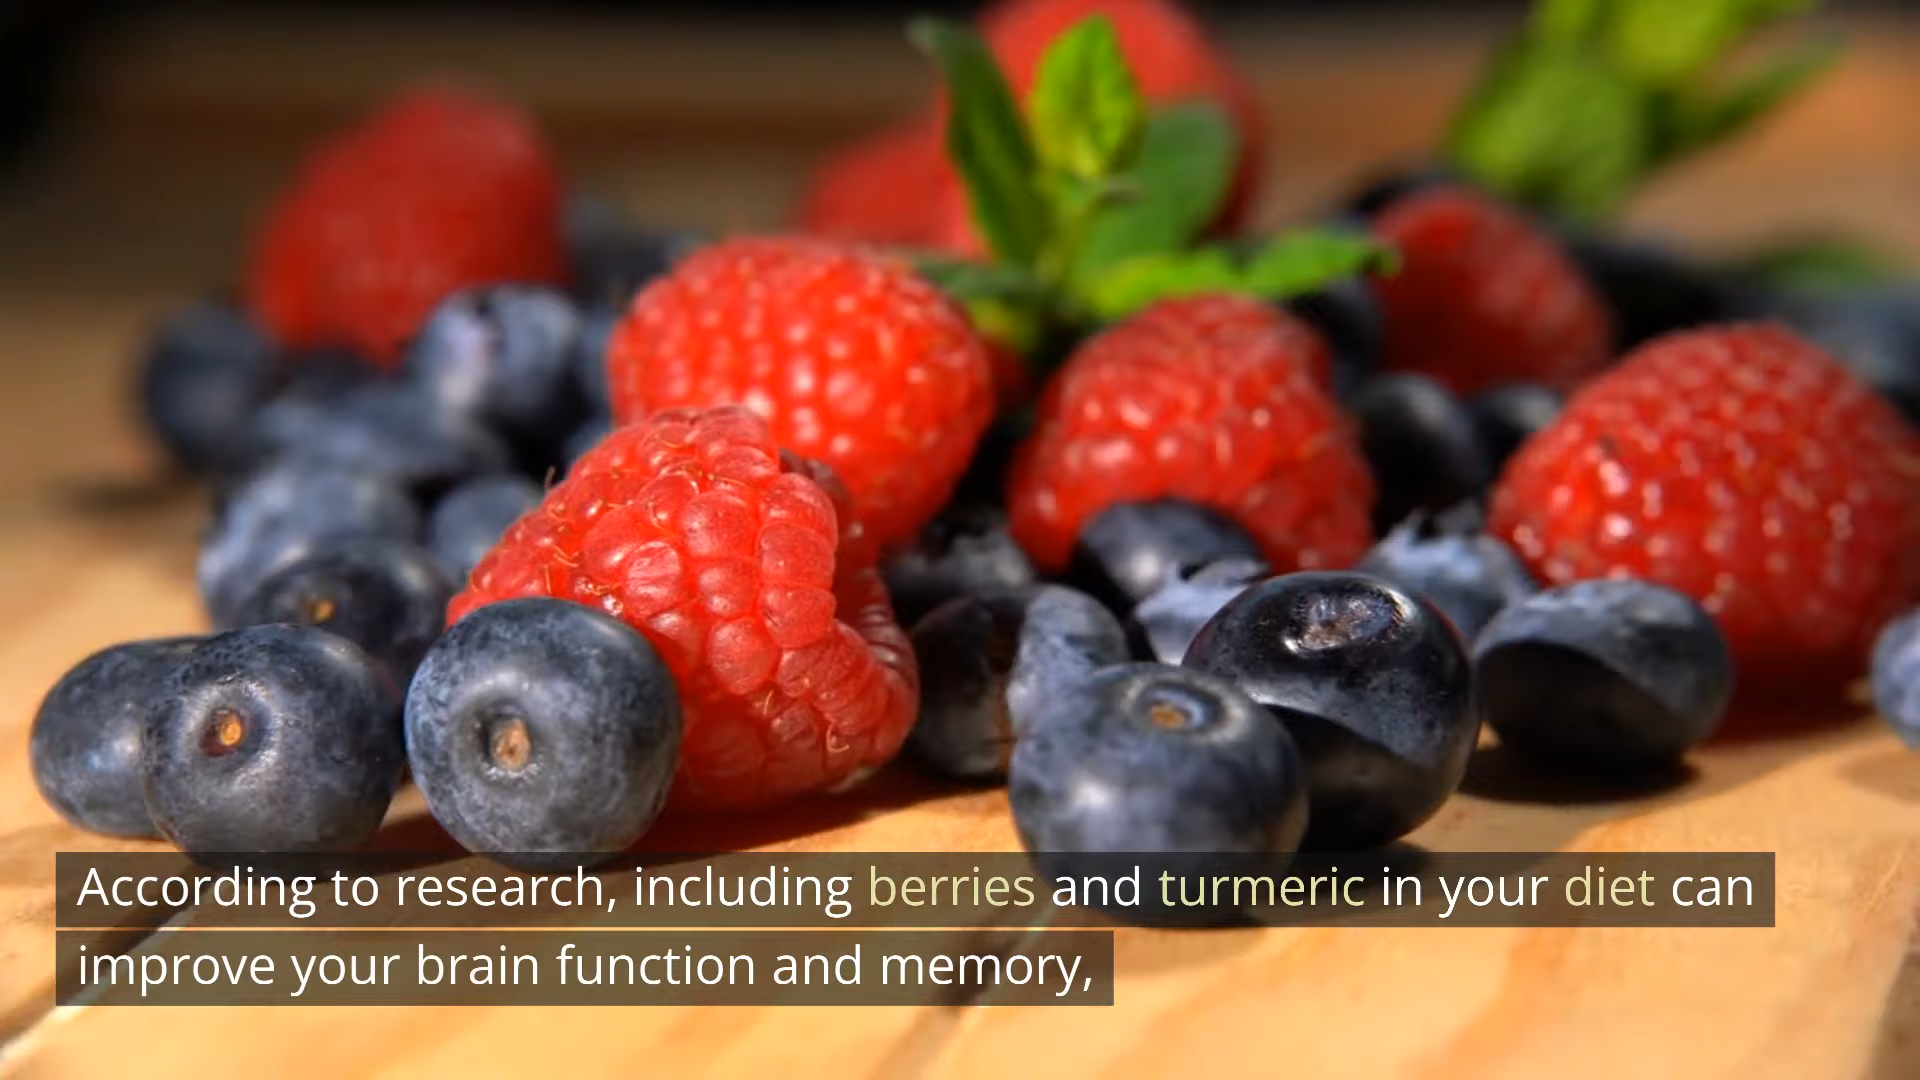 According to research, including berries and turmeric in your diet can
improve your brain function and memory,